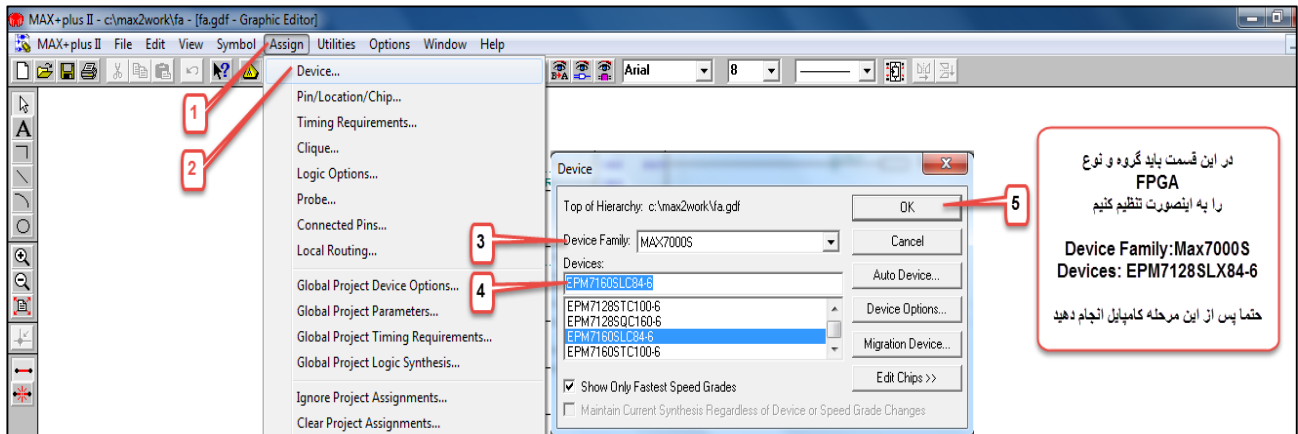 MAX+plus II - c:\max2work\fa - [fa.gdf - Graphic Editor]
MAX+plus II File Edit View Symbol Assign Utilities Options Window Help
Arial 8
Device...
Pin/Location/Chip...
Timing Requirements...
Clique...
Logic Options...
Probe...
Connected Pins...
Local Routing...
Global Project Device Options...
Global Project Parameters...
Global Project Timing Requirements...
Global Project Logic Synthesis...
Ignore Project Assignments...
Clear Project Assignments...
1
2
3
4
5
Device
Top of Hierarchy: c:\max2work\fa.gdf
OK
Device Family: MAX7000S
Cancel
Devices:
EPM7160SLC84-6
Auto Device...
EPM7128STC100-6
EPM7128SQC160-6
EPM7160SLC84-6
EPM7160STC100-6
Device Options...
Migration Device...
Edit Chips >>
Show Only Fastest Speed Grades
Maintain Current Synthesis Regardless of Device or Speed Grade Changes
در این قسمت باید گروه و نوع
FPGA
را به اینصورت تنظیم کنیم
Device Family:Max7000S
Devices: EPM7128SLX84-6
حتما پس از این مرحله کامپایل انجام دهید